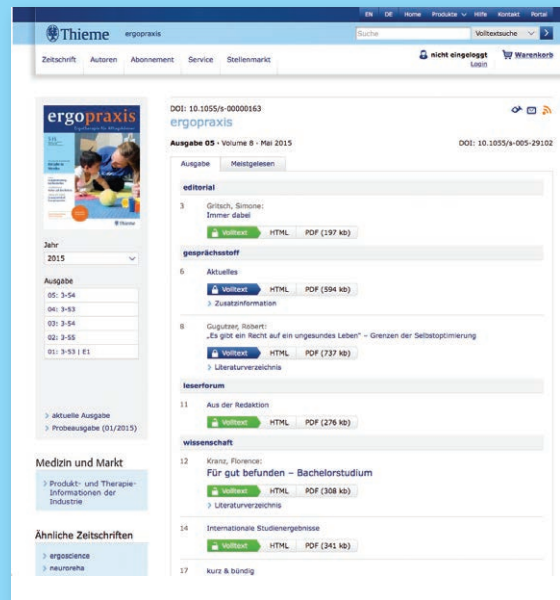 EN DE Home Produkte Hilfe Kontakt Portal
Thieme ergopraxis
Suche Volltextsuche
Zeitschrift Autoren Abonnement Service Stellenmarkt
nicht eingeloggt
Login
Warenkorb
ergopraxis
Thieme
Jahr
2015
Ausgabe
05: 3-54
04: 3-53
03: 3-54
02: 3-55
01: 3-53 | E1
> aktuelle Ausgabe
> Probeausgabe (01/2015)
Medizin und Markt
> Produkt- und Therapie-
Informationen der
Industrie
Ähnliche Zeitschriften
> ergoscience
> neuroreha
DOI: 10.1055/s-00000163
ergopraxis
Ausgabe 05 · Volume 8 · Mai 2015
DOI: 10.1055/s-005-29102
Ausgabe Meistgelesen
editorial
3 Gritsch, Simone:
Immer dabei
Volltext HTML PDF (197 kb)
gesprächsstoff
6 Aktuelles
Volltext HTML PDF (594 kb)
> Zusatzinformation
8 Gugutzer, Robert:
„Es gibt ein Recht auf ein ungesundes Leben“ – Grenzen der Selbstoptimierung
Volltext HTML PDF (737 kb)
> Literaturverzeichnis
leserforum
11 Aus der Redaktion
Volltext HTML PDF (276 kb)
wissenschaft
12 Kranz, Florence:
Für gut befunden – Bachelorstudium
Volltext HTML PDF (308 kb)
> Literaturverzeichnis
14 Internationale Studienergebnisse
Volltext HTML PDF (341 kb)
17 kurz & bündig